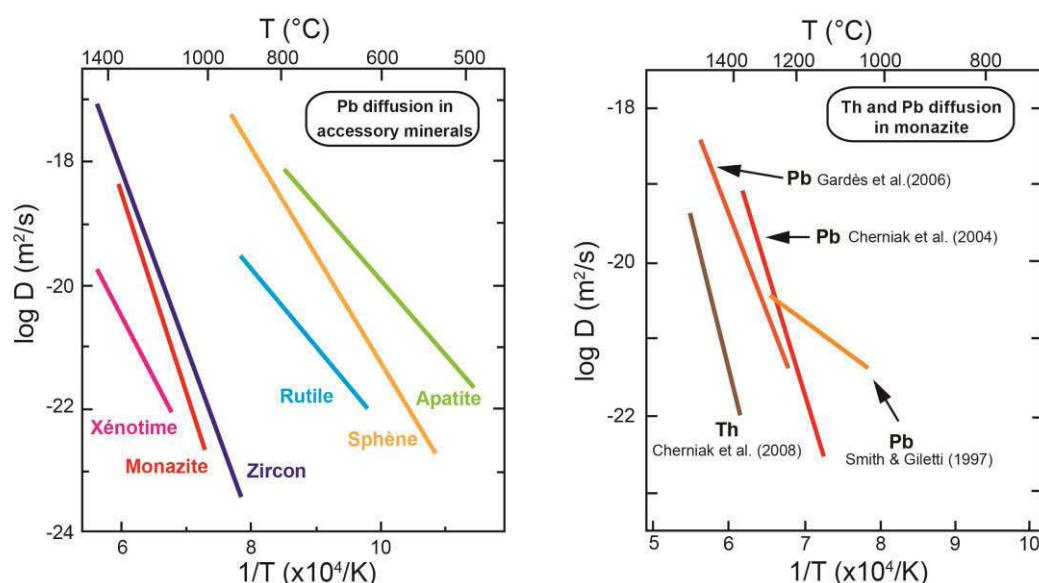 T (°C)
1400 1000 800 600 500
Pb diffusion in
accessory minerals
log D (m²/s)
-18
-20
-22
-24
Xénotime
Monazite
Zircon
Rutile
Sphène
Apatite
6 8 10
1/T (x10⁴/K)
T (°C)
1400 1200 1000 800
Th and Pb diffusion
in monazite
log D (m²/s)
-18
-20
-22
Pb Gardès et al.(2006)
Pb Cherniak et al. (2004)
Th
Cherniak et al. (2008)
Pb
Smith & Giletti (1997)
5 6 7 8 9 10
1/T (x10⁴/K)